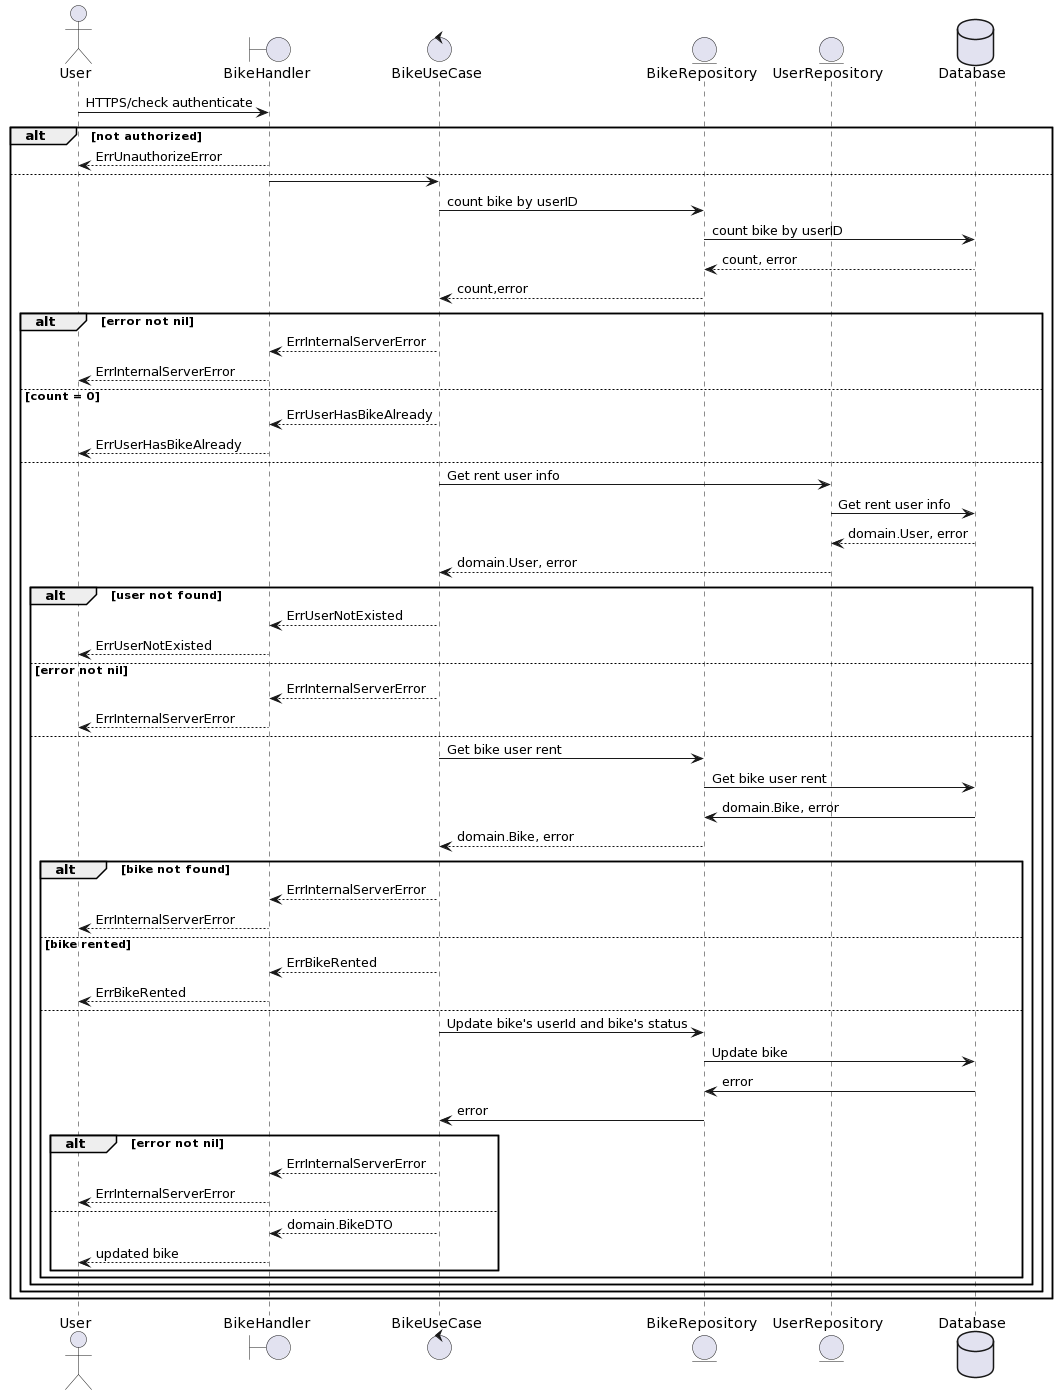 User BikeHandler BikeUseCase BikeRepository UserRepository Database
HTTPS/check authenticate
alt [not authorized]
ErrUnauthorizeError
count bike by userID
count bike by userID
count, error
count,error
alt [error not nil]
ErrInternalServerError
ErrInternalServerError
[count = 0]
ErrUserHasBikeAlready
ErrUserHasBikeAlready
Get rent user info
Get rent user info
domain.User, error
domain.User, error
alt [user not found]
ErrUserNotExisted
ErrUserNotExisted
[error not nil]
ErrInternalServerError
ErrInternalServerError
Get bike user rent
Get bike user rent
domain.Bike, error
domain.Bike, error
alt [bike not found]
ErrInternalServerError
ErrInternalServerError
[bike rented]
ErrBikeRented
ErrBikeRented
Update bike's userId and bike's status
Update bike
error
error
alt [error not nil]
ErrInternalServerError
ErrInternalServerError
domain.BikeDTO
updated bike
User BikeHandler BikeUseCase BikeRepository UserRepository Database